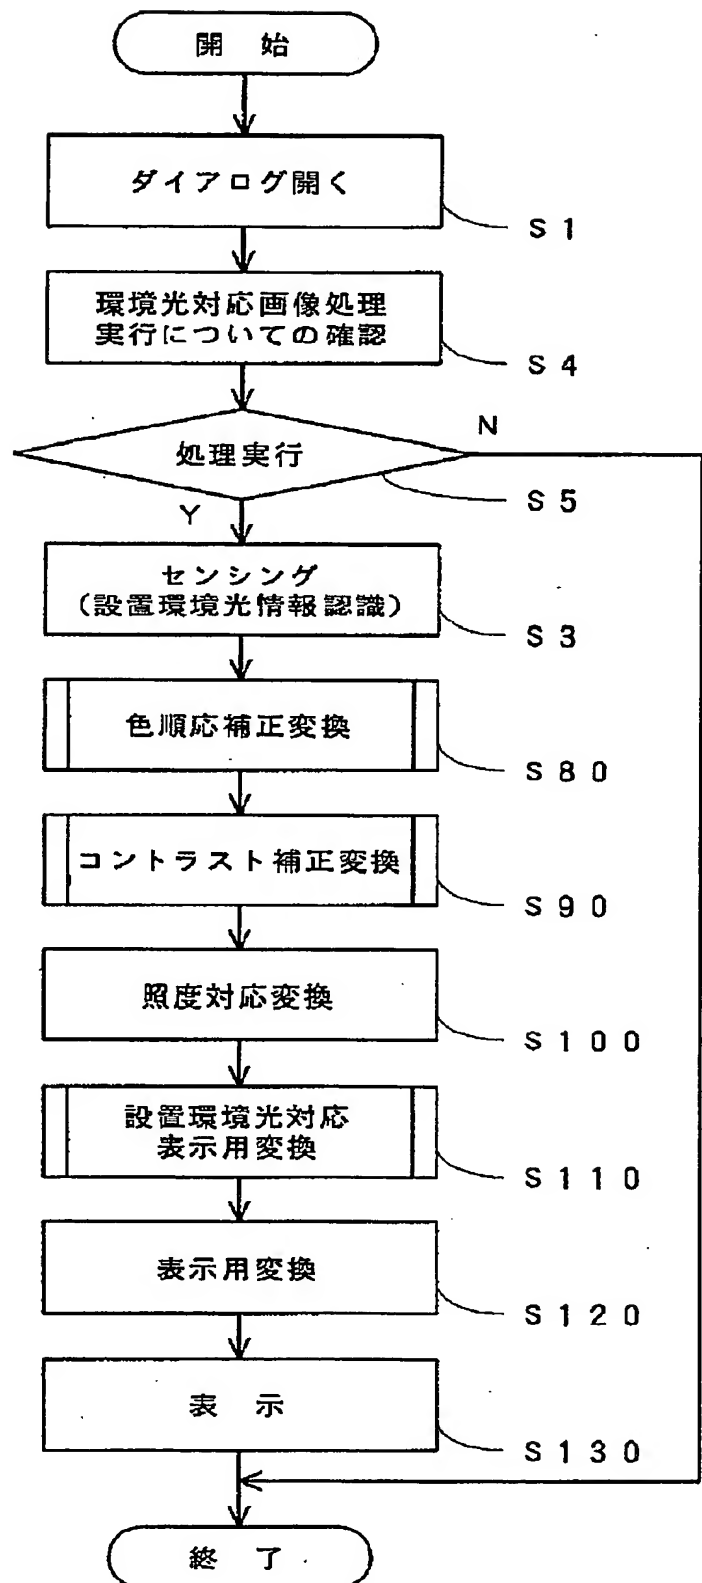 開 始
ダイアログ開く
S1
環境光対応画像処理
実行についての確認
S4
処理実行
N
S5
Y
センシング
(設置環境光情報認識)
S3
色順応補正変換
S80
コントラスト補正変換
S90
照度対応変換
S100
設置環境光対応
表示用変換
S110
表示用変換
S120
表 示
S130
終 了